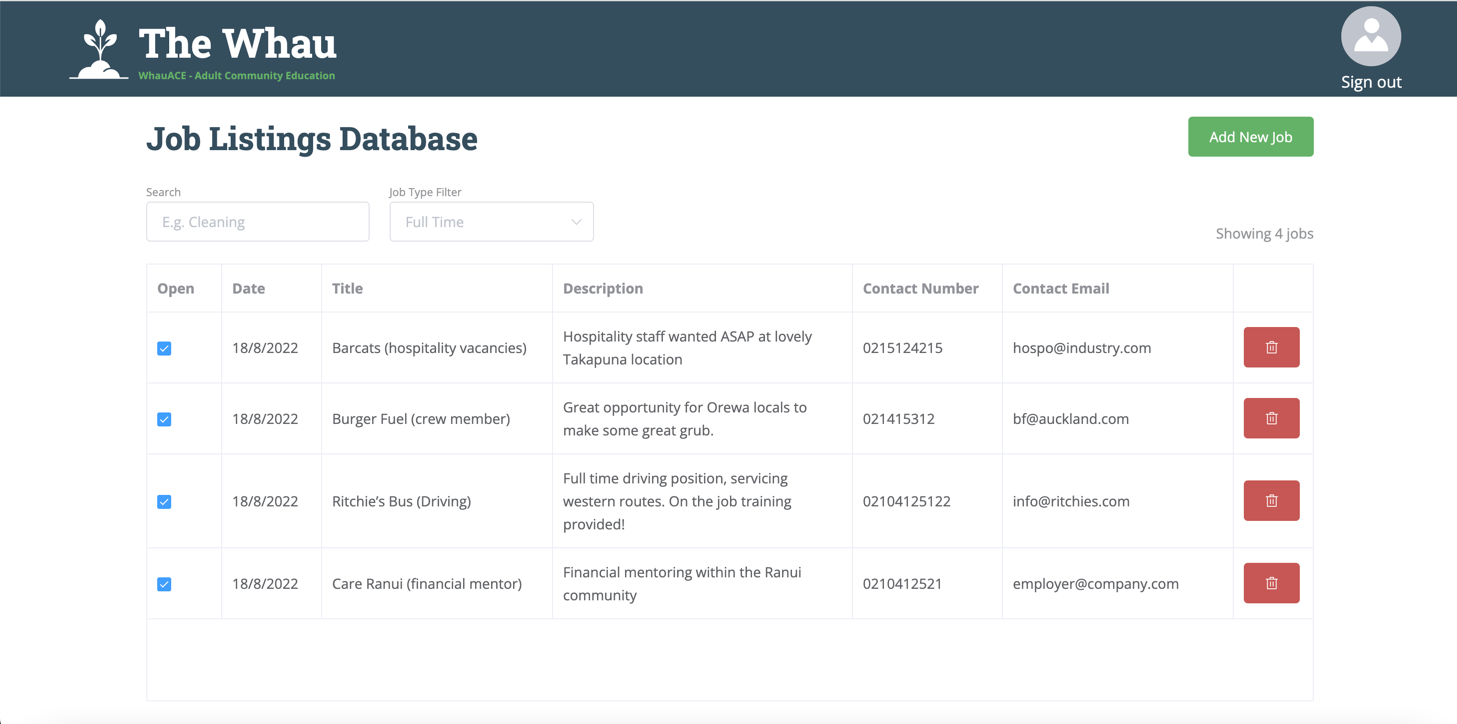 The Whau
WhauACE - Adult Community Education
Sign out
Job Listings Database
Add New Job
Search
Job Type Filter
E.g. Cleaning
Full Time
Showing 4 jobs
Open Date Title Description Contact Number Contact Email
18/8/2022 Barcats (hospitality vacancies) Hospitality staff wanted ASAP at lovely
Takapuna location
0215124215 hospo@industry.com
18/8/2022 Burger Fuel (crew member) Great opportunity for Orewa locals to
make some great grub.
021415312 bf@auckland.com
18/8/2022 Ritchie’s Bus (Driving) Full time driving position, servicing
western routes. On the job training
provided!
02104125122 info@ritchies.com
18/8/2022 Care Ranui (financial mentor) Financial mentoring within the Ranui
community
0210412521 employer@company.com